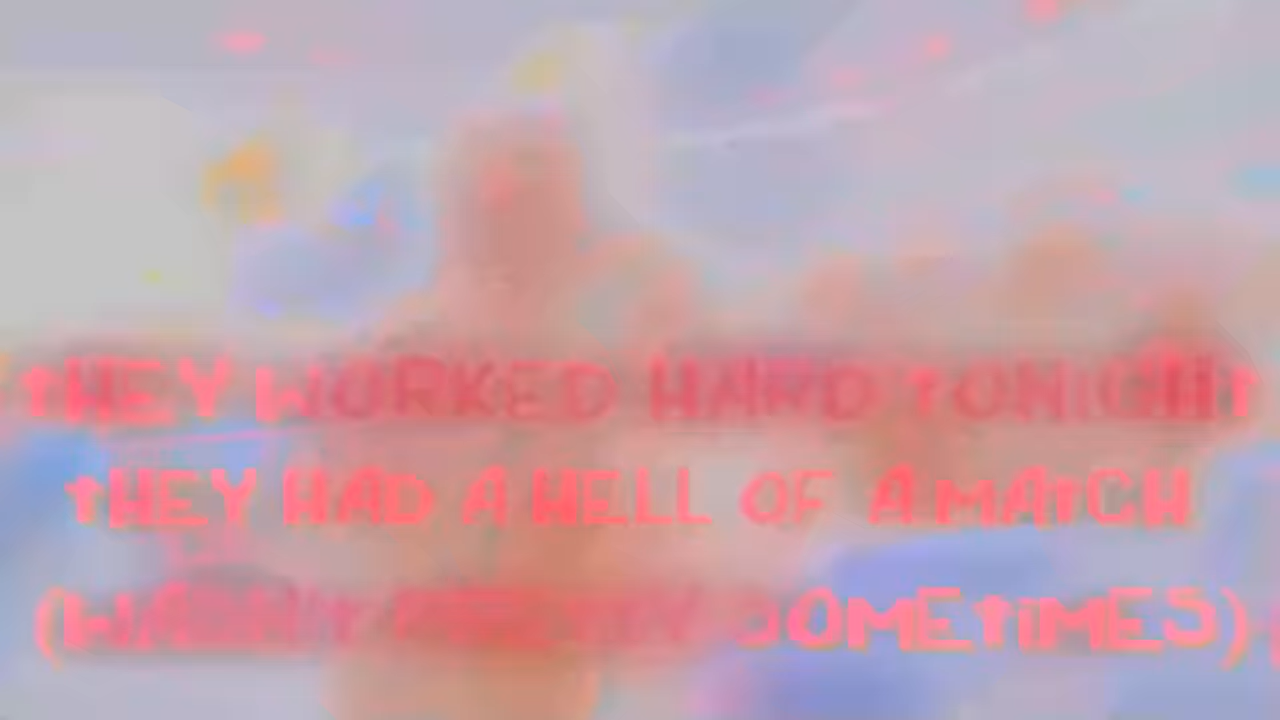 tHEY WORKED HARD tONIGHt
tHEY HAD A HELL OF A MAtCH
SOMEtiMES)